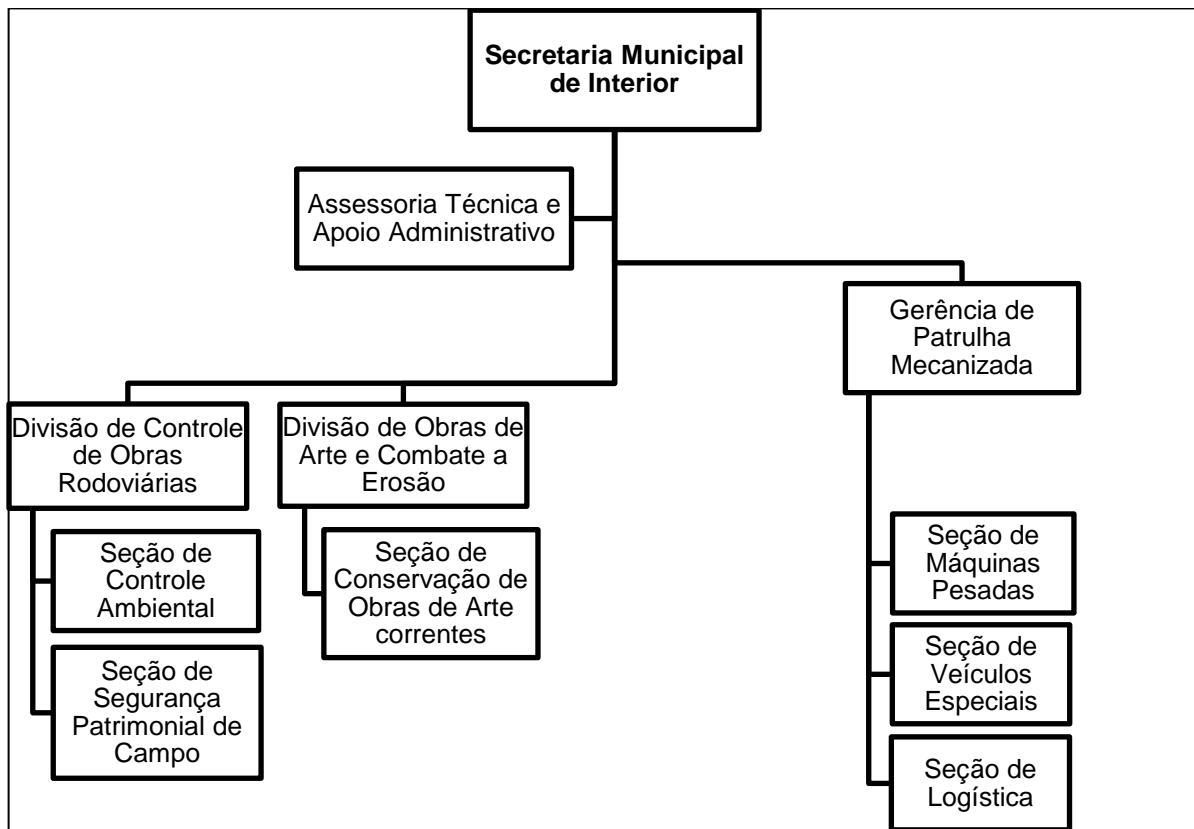 Secretaria Municipal
de Interior
Assessoria Técnica e
Apoio Administrativo
Gerência de
Patrulha
Mecanizada
Divisão de Controle
de Obras
Rodoviárias
Divisão de Obras de
Arte e Combate a
Erosão
Seção de
Controle
Ambiental
Seção de
Segurança
Patrimonial de
Campo
Seção de
Conservação de
Obras de Arte
correntes
Seção de
Máquinas
Pesadas
Seção de
Veículos
Especiais
Seção de
Logística